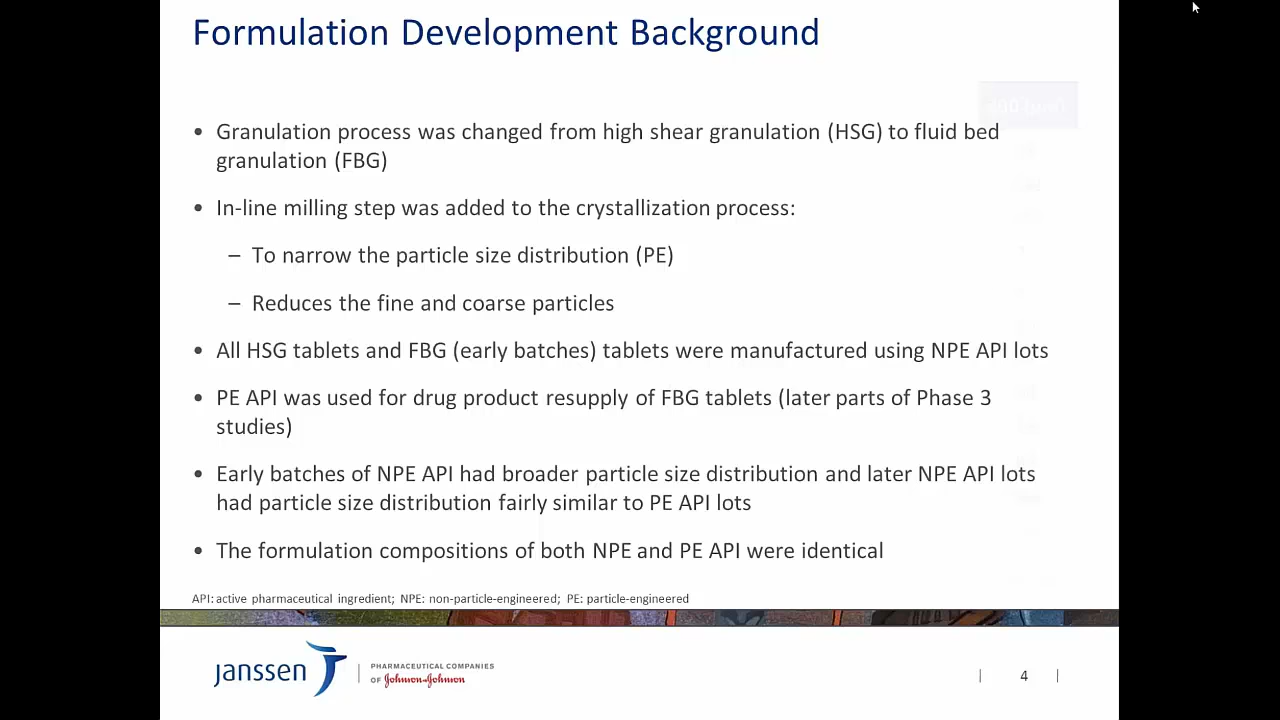 Formulation Development Background
• Granulation process was changed from high shear granulation (HSG) to fluid bed
granulation (FBG)
• In-line milling step was added to the crystallization process:
– To narrow the particle size distribution (PE)
– Reduces the fine and coarse particles
• All HSG tablets and FBG (early batches) tablets were manufactured using NPE API lots
• PE API was used for drug product resupply of FBG tablets (later parts of Phase 3
studies)
• Early batches of NPE API had broader particle size distribution and later NPE API lots
had particle size distribution fairly similar to PE API lots
• The formulation compositions of both NPE and PE API were identical
API: active pharmaceutical ingredient; NPE: non-particle-engineered; PE: particle-engineered
janssen | PHARMACEUTICAL COMPANIES
OF Johnson & Johnson
| 4 |